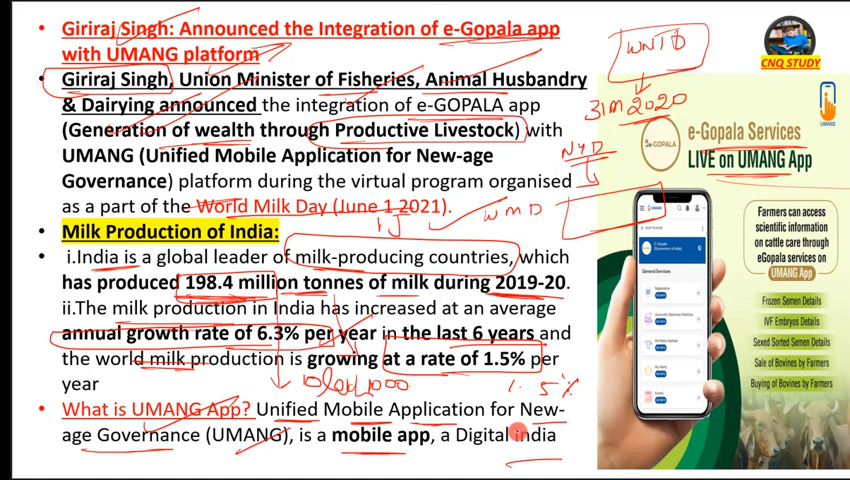 Giriraj Singh: Announced the Integration of e-Gopala app
with UMANG platform
Giriraj Singh, Union Minister of Fisheries, Animal Husbandry
& Dairying announced the integration of e-GOPALA app
(Generation of wealth through Productive Livestock) with
UMANG (Unified Mobile Application for New-age
Governance) platform during the virtual program organised
as a part of the World Milk Day (June 1 2021).
1 J
WMD
Milk Production of India:
i.India is a global leader of milk-producing countries, which
has produced 198.4 million tonnes of milk during 2019-20.
ii.The milk production in India has increased at an average
annual growth rate of 6.3% per year in the last 6 years and
the world milk production is growing at a rate of 1.5% per
year
1.5%
What is UMANG App? Unified Mobile Application for New-
age Governance (UMANG), is a mobile app, a Digital India
WNTD
31 M 2020
NYD
CNQ STUDY
UMANG
e-GOPALA
e-Gopala Services
LIVE on UMANG App
e-Gopala
General Services
Registration
My Alerts
Events
Farmers can access
scientific information
on cattle care through
eGopala services on
UMANG App
Frozen Semen Details
IVF Embryos Details
Sexed Sorted Semen Details
Sale of Bovines by Farmers
Buying of Bovines by Farmers